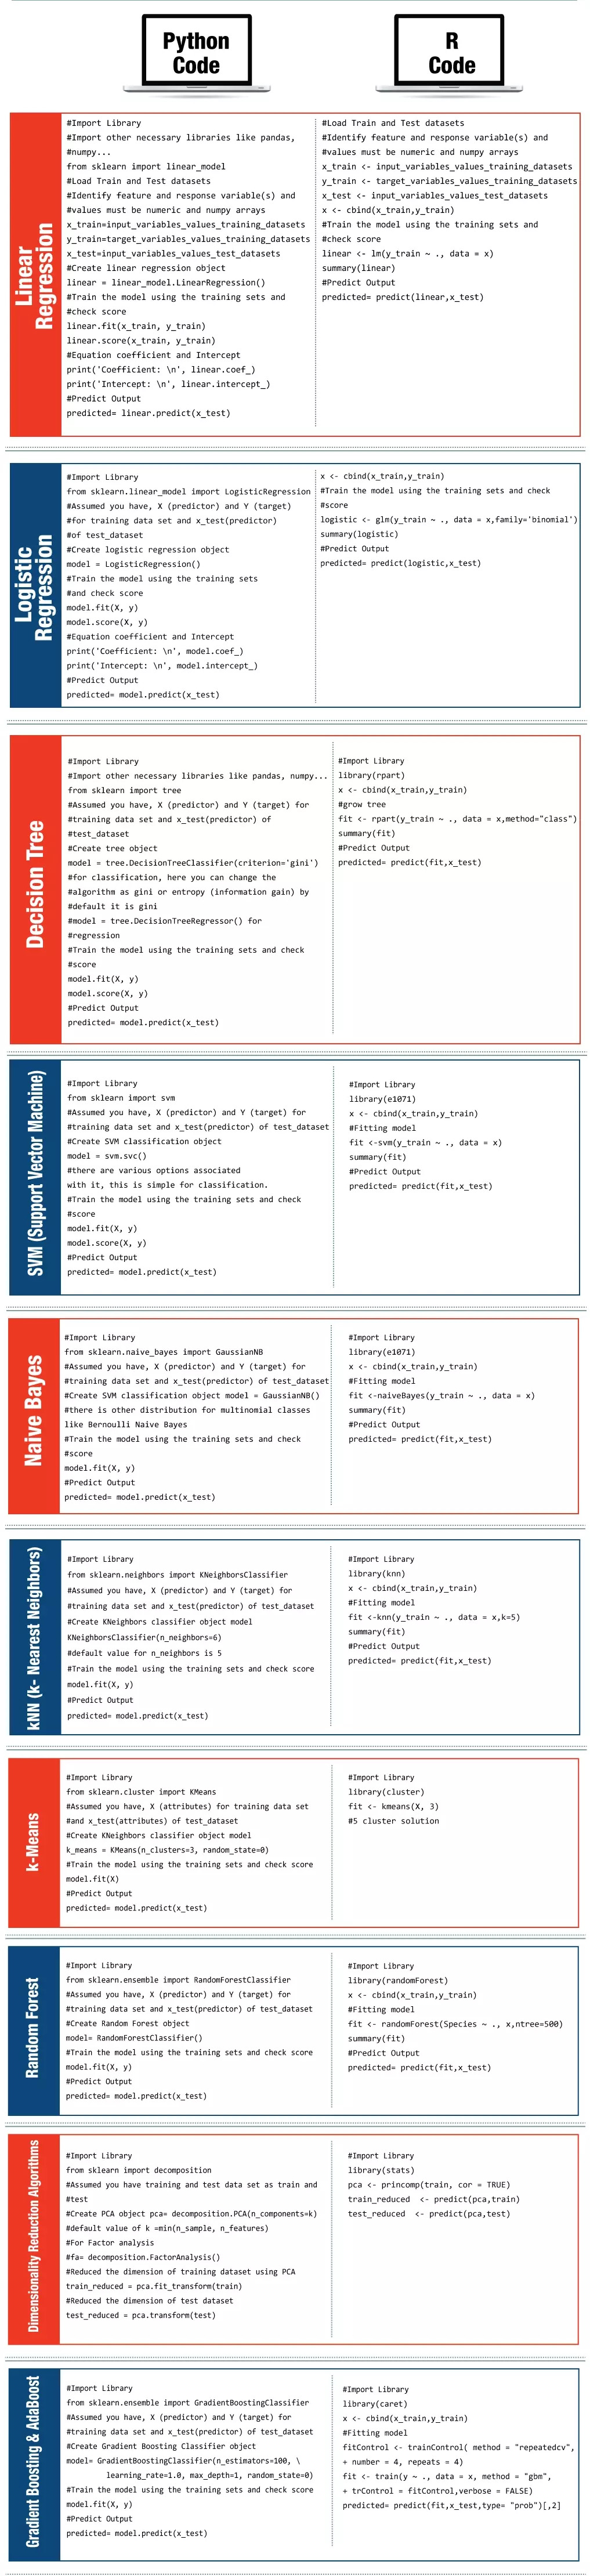 Python
Code
R
Code
Linear
Regression
#Import Library
#Import other necessary libraries like pandas,
#numpy...
from sklearn import linear_model
#Load Train and Test datasets
#Identify feature and response variable(s) and
#values must be numeric and numpy arrays
x_train=input_variables_values_training_datasets
y_train=target_variables_values_training_datasets
x_test=input_variables_values_test_datasets
#Create linear regression object
linear = linear_model.LinearRegression()
#Train the model using the training sets and
#check score
linear.fit(x_train, y_train)
linear.score(x_train, y_train)
#Equation coefficient and Intercept
print('Coefficient: \n', linear.coef_)
print('Intercept: \n', linear.intercept_)
#Predict Output
predicted= linear.predict(x_test)
#Load Train and Test datasets
#Identify feature and response variable(s) and
#values must be numeric and numpy arrays
x_train <- input_variables_values_training_datasets
y_train <- target_variables_values_training_datasets
x_test <- input_variables_values_test_datasets
x <- cbind(x_train,y_train)
#Train the model using the training sets and
#check score
linear <- lm(y_train ~ ., data = x)
summary(linear)
#Predict Output
predicted= predict(linear,x_test)
Logistic
Regression
#Import Library
from sklearn.linear_model import LogisticRegression
#Assumed you have, X (predictor) and Y (target)
#for training data set and x_test(predictor)
#of test_dataset
#Create logistic regression object
model = LogisticRegression()
#Train the model using the training sets
#and check score
model.fit(X, y)
model.score(X, y)
#Equation coefficient and Intercept
print('Coefficient: \n', model.coef_)
print('Intercept: \n', model.intercept_)
#Predict Output
predicted= model.predict(x_test)
x <- cbind(x_train,y_train)
#Train the model using the training sets and check
#score
logistic <- glm(y_train ~ ., data = x,family='binomial')
summary(logistic)
#Predict Output
predicted= predict(logistic,x_test)
Decision Tree
#Import Library
#Import other necessary libraries like pandas, numpy...
from sklearn import tree
#Assumed you have, X (predictor) and Y (target) for
#training data set and x_test(predictor) of
#test_dataset
#Create tree object
model = tree.DecisionTreeClassifier(criterion='gini')
#for classification, here you can change the
#algorithm as gini or entropy (information gain) by
#default it is gini
#model = tree.DecisionTreeRegressor() for
#regression
#Train the model using the training sets and check
#score
model.fit(X, y)
model.score(X, y)
#Predict Output
predicted= model.predict(x_test)
#Import Library
library(rpart)
x <- cbind(x_train,y_train)
#grow tree
fit <- rpart(y_train ~ ., data = x,method="class")
summary(fit)
#Predict Output
predicted= predict(fit,x_test)
SVM (Support Vector Machine)
#Import Library
from sklearn import svm
#Assumed you have, X (predictor) and Y (target) for
#training data set and x_test(predictor) of test_dataset
#Create SVM classification object
model = svm.svc()
#there are various options associated
with it, this is simple for classification.
#Train the model using the training sets and check
#score
model.fit(X, y)
model.score(X, y)
#Predict Output
predicted= model.predict(x_test)
#Import Library
library(e1071)
x <- cbind(x_train,y_train)
#Fitting model
fit <-svm(y_train ~ ., data = x)
summary(fit)
#Predict Output
predicted= predict(fit,x_test)
Naive Bayes
#Import Library
from sklearn.naive_bayes import GaussianNB
#Assumed you have, X (predictor) and Y (target) for
#training data set and x_test(predictor) of test_dataset
#Create SVM classification object model = GaussianNB()
#there is other distribution for multinomial classes
like Bernoulli Naive Bayes
#Train the model using the training sets and check
#score
model.fit(X, y)
#Predict Output
predicted= model.predict(x_test)
#Import Library
library(e1071)
x <- cbind(x_train,y_train)
#Fitting model
fit <-naiveBayes(y_train ~ ., data = x)
summary(fit)
#Predict Output
predicted= predict(fit,x_test)
kNN (k- Nearest Neighbors)
#Import Library
from sklearn.neighbors import KNeighborsClassifier
#Assumed you have, X (predictor) and Y (target) for
#training data set and x_test(predictor) of test_dataset
#Create KNeighbors classifier object model
KNeighborsClassifier(n_neighbors=6)
#default value for n_neighbors is 5
#Train the model using the training sets and check score
model.fit(X, y)
#Predict Output
predicted= model.predict(x_test)
#Import Library
library(knn)
x <- cbind(x_train,y_train)
#Fitting model
fit <-knn(y_train ~ ., data = x,k=5)
summary(fit)
#Predict Output
predicted= predict(fit,x_test)
k-Means
#Import Library
from sklearn.cluster import KMeans
#Assumed you have, X (attributes) for training data set
#and x_test(attributes) of test_dataset
#Create KNeighbors classifier object model
k_means = KMeans(n_clusters=3, random_state=0)
#Train the model using the training sets and check score
model.fit(X)
#Predict Output
predicted= model.predict(x_test)
#Import Library
library(cluster)
fit <- kmeans(X, 3)
#5 cluster solution
Random Forest
#Import Library
from sklearn.ensemble import RandomForestClassifier
#Assumed you have, X (predictor) and Y (target) for
#training data set and x_test(predictor) of test_dataset
#Create Random Forest object
model= RandomForestClassifier()
#Train the model using the training sets and check score
model.fit(X, y)
#Predict Output
predicted= model.predict(x_test)
#Import Library
library(randomForest)
x <- cbind(x_train,y_train)
#Fitting model
fit <- randomForest(Species ~ ., x,ntree=500)
summary(fit)
#Predict Output
predicted= predict(fit,x_test)
Dimensionality Reduction Algorithms
#Import Library
from sklearn import decomposition
#Assumed you have training and test data set as train and
#test
#Create PCA object pca= decomposition.PCA(n_components=k)
#default value of k =min(n_sample, n_features)
#For Factor analysis
#fa= decomposition.FactorAnalysis()
#Reduced the dimension of training dataset using PCA
train_reduced = pca.fit_transform(train)
#Reduced the dimension of test dataset
test_reduced = pca.transform(test)
#Import Library
library(stats)
pca <- princomp(train, cor = TRUE)
train_reduced <- predict(pca,train)
test_reduced <- predict(pca,test)
Gradient Boosting & AdaBoost
#Import Library
from sklearn.ensemble import GradientBoostingClassifier
#Assumed you have, X (predictor) and Y (target) for
#training data set and x_test(predictor) of test_dataset
#Create Gradient Boosting Classifier object
model= GradientBoostingClassifier(n_estimators=100, \
learning_rate=1.0, max_depth=1, random_state=0)
#Train the model using the training sets and check score
model.fit(X, y)
#Predict Output
predicted= model.predict(x_test)
#Import Library
library(caret)
x <- cbind(x_train,y_train)
#Fitting model
fitControl <- trainControl( method = "repeatedcv",
+ number = 4, repeats = 4)
fit <- train(y ~ ., data = x, method = "gbm",
+ trControl = fitControl,verbose = FALSE)
predicted= predict(fit,x_test,type= "prob")[,2]